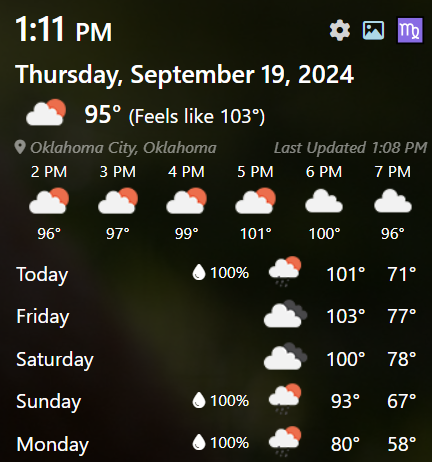 1:11 PM
♍
Thursday, September 19, 2024
95° (Feels like 103°)
Oklahoma City, Oklahoma Last Updated 1:08 PM
2 PM 3 PM 4 PM 5 PM 6 PM 7 PM
96° 97° 99° 101° 100° 96°
Today 100% 101° 71°
Friday 103° 77°
Saturday 100° 78°
Sunday 100% 93° 67°
Monday 100% 80° 58°